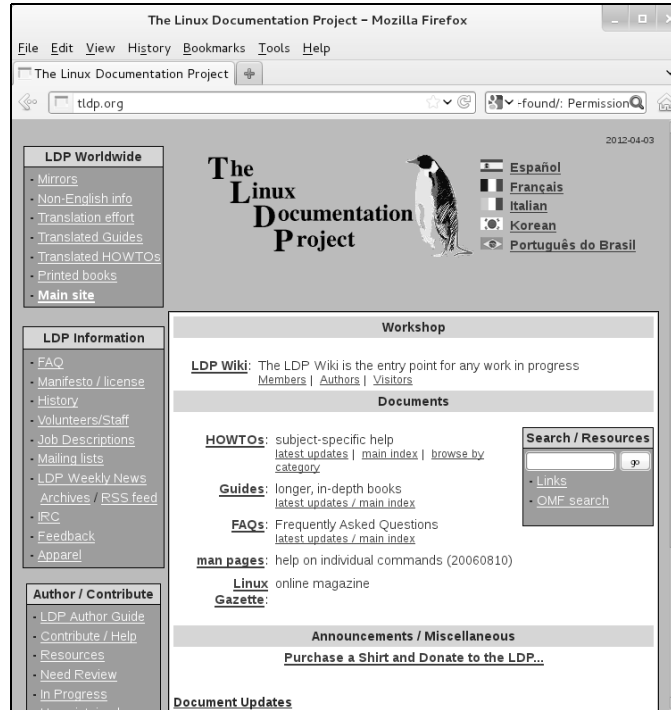 The Linux Documentation Project – Mozilla Firefox
File Edit View History Bookmarks Tools Help
The Linux Documentation Project
tldp.org
-found/: Permission
2012-04-03
LDP Worldwide
- Mirrors
- Non-English info
- Translation effort
- Translated Guides
- Translated HOWTOs
- Printed books
- Main site
The
Linux
Documentation
Project
Español
Français
Italian
Korean
Português do Brasil
LDP Information
- FAQ
- Manifesto / license
- History
- Volunteers/Staff
- Job Descriptions
- Mailing lists
- LDP Weekly News
Archives / RSS feed
- IRC
- Feedback
- Apparel
Author / Contribute
- LDP Author Guide
- Contribute / Help
- Resources
- Need Review
- In Progress
Workshop
LDP Wiki: The LDP Wiki is the entry point for any work in progress
Members | Authors | Visitors
Documents
HOWTOs: subject-specific help
latest updates | main index | browse by
category
Guides: longer, in-depth books
latest updates / main index
FAQs: Frequently Asked Questions
latest updates / main index
man pages: help on individual commands (20060810)
Linux online magazine
Gazette:
Search / Resources
go
- Links
- OMF search
Announcements / Miscellaneous
Purchase a Shirt and Donate to the LDP...
Document Updates